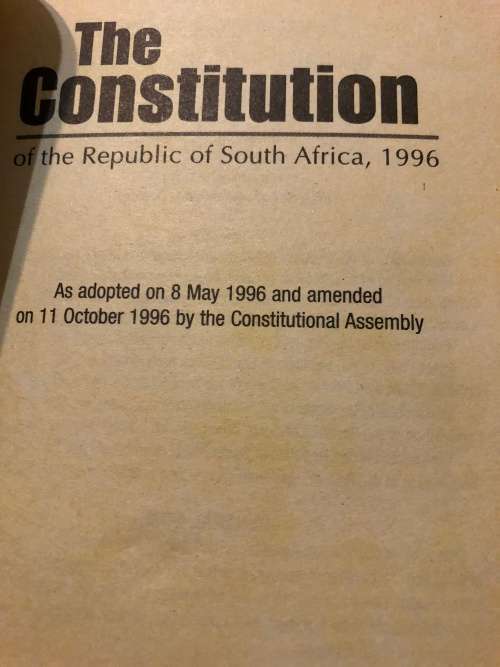 The
Constitution
of the Republic of South Africa, 1996
As adopted on 8 May 1996 and amended
on 11 October 1996 by the Constitutional Assembly